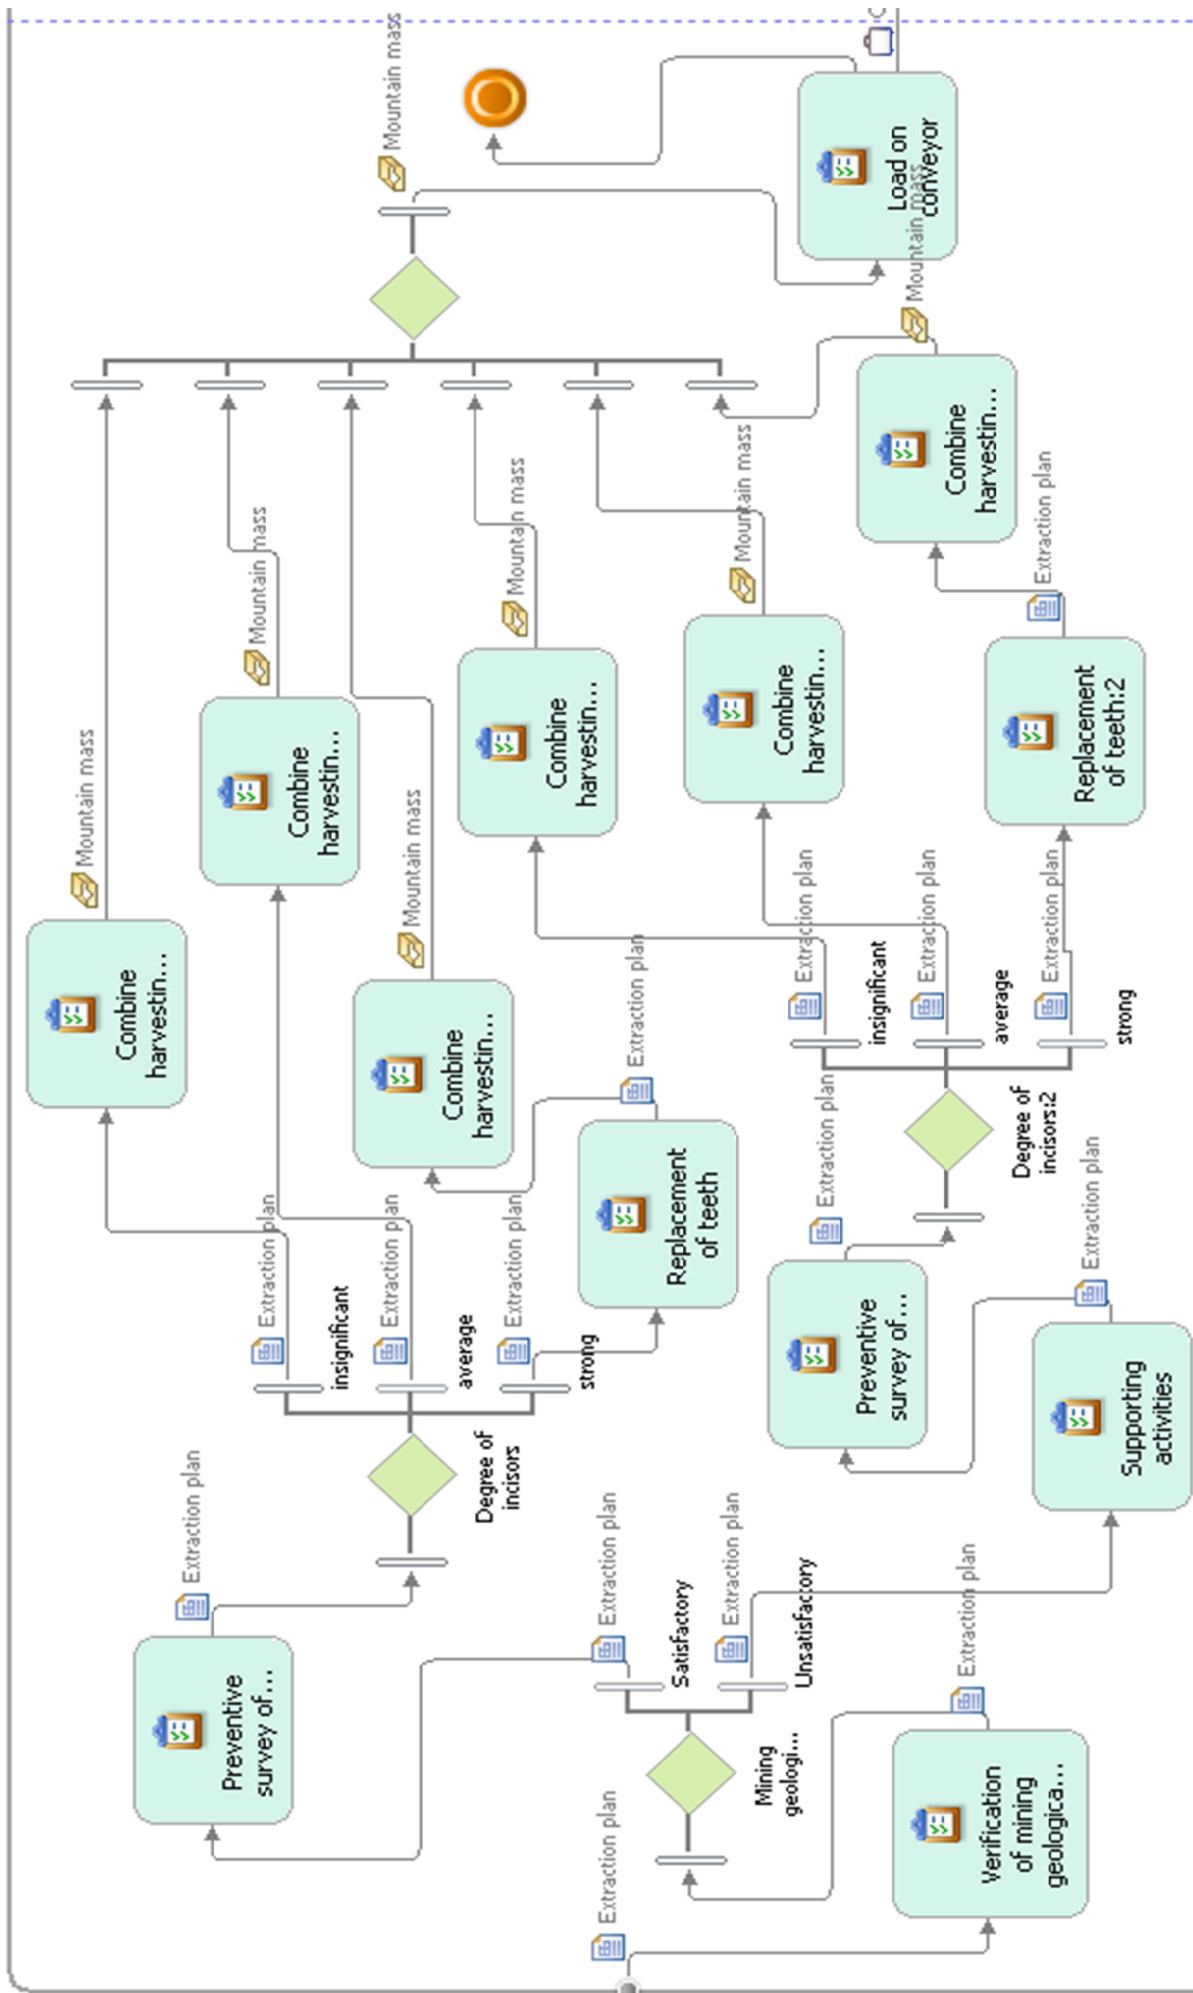 Extraction plan
Verification
of mining
geologica...
Extraction plan
Mining
geologi...
Extraction plan
Satisfactory
Extraction plan
Unsatisfactory
Preventive
survey of...
Extraction plan
Degree of
incisors
Extraction plan
insignificant
Extraction plan
average
Extraction plan
strong
Replacement
of teeth
Extraction plan
Combine
harvestin...
Mountain mass
Combine
harvestin...
Mountain mass
Combine
harvestin...
Mountain mass
Supporting
activities
Extraction plan
Preventive
survey of...
Extraction plan
Degree of
incisors:2
Extraction plan
insignificant
Extraction plan
average
Extraction plan
strong
Replacement
of teeth:2
Extraction plan
Combine
harvestin...
Mountain mass
Combine
harvestin...
Mountain mass
Combine
harvestin...
Mountain mass
Mountain mass
Load on
conveyor